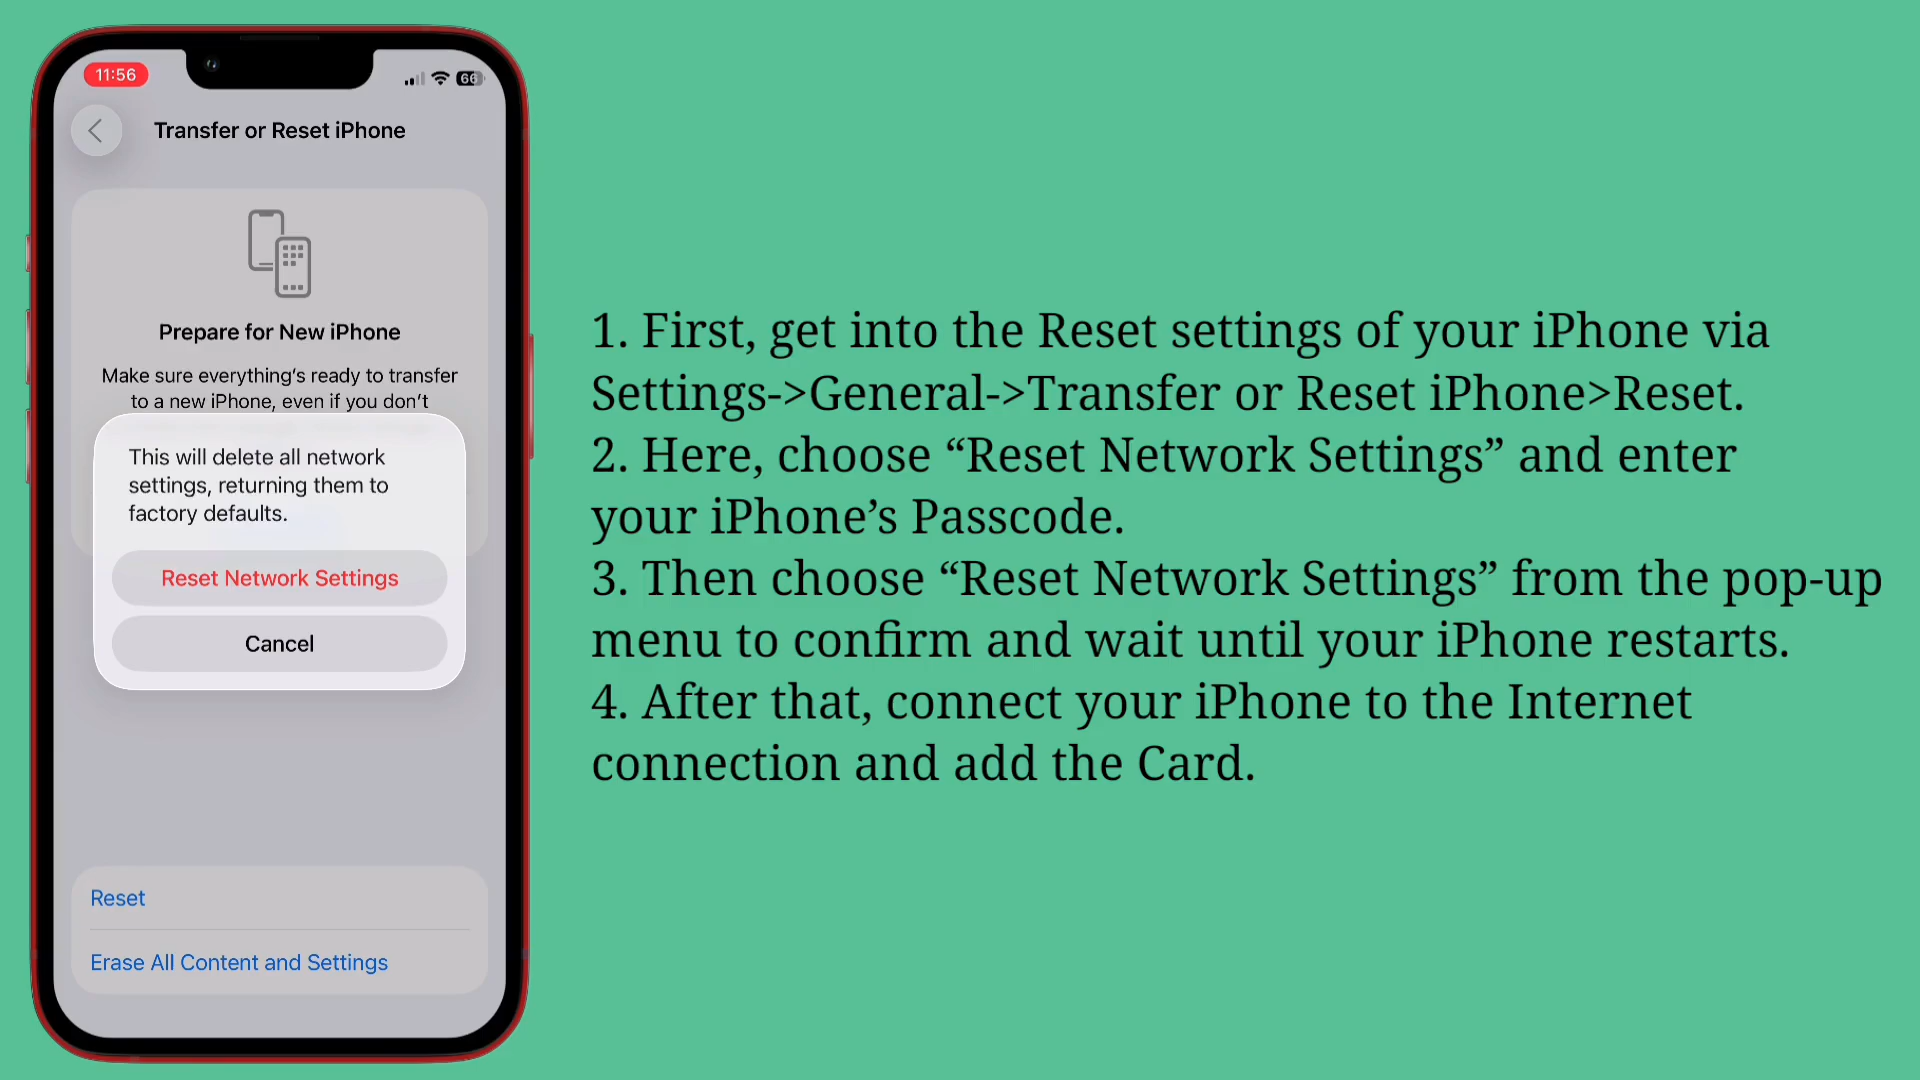 11:56
66
Transfer or Reset iPhone
Prepare for New iPhone
Make sure everything's ready to transfer
to a new iPhone, even if you don't
This will delete all network
settings, returning them to
factory defaults.
Reset Network Settings
Cancel
Reset
Erase All Content and Settings
1. First, get into the Reset settings of your iPhone via
Settings->General->Transfer or Reset iPhone>Reset.
2. Here, choose “Reset Network Settings” and enter
your iPhone’s Passcode.
3. Then choose “Reset Network Settings” from the pop-up
menu to confirm and wait until your iPhone restarts.
4. After that, connect your iPhone to the Internet
connection and add the Card.